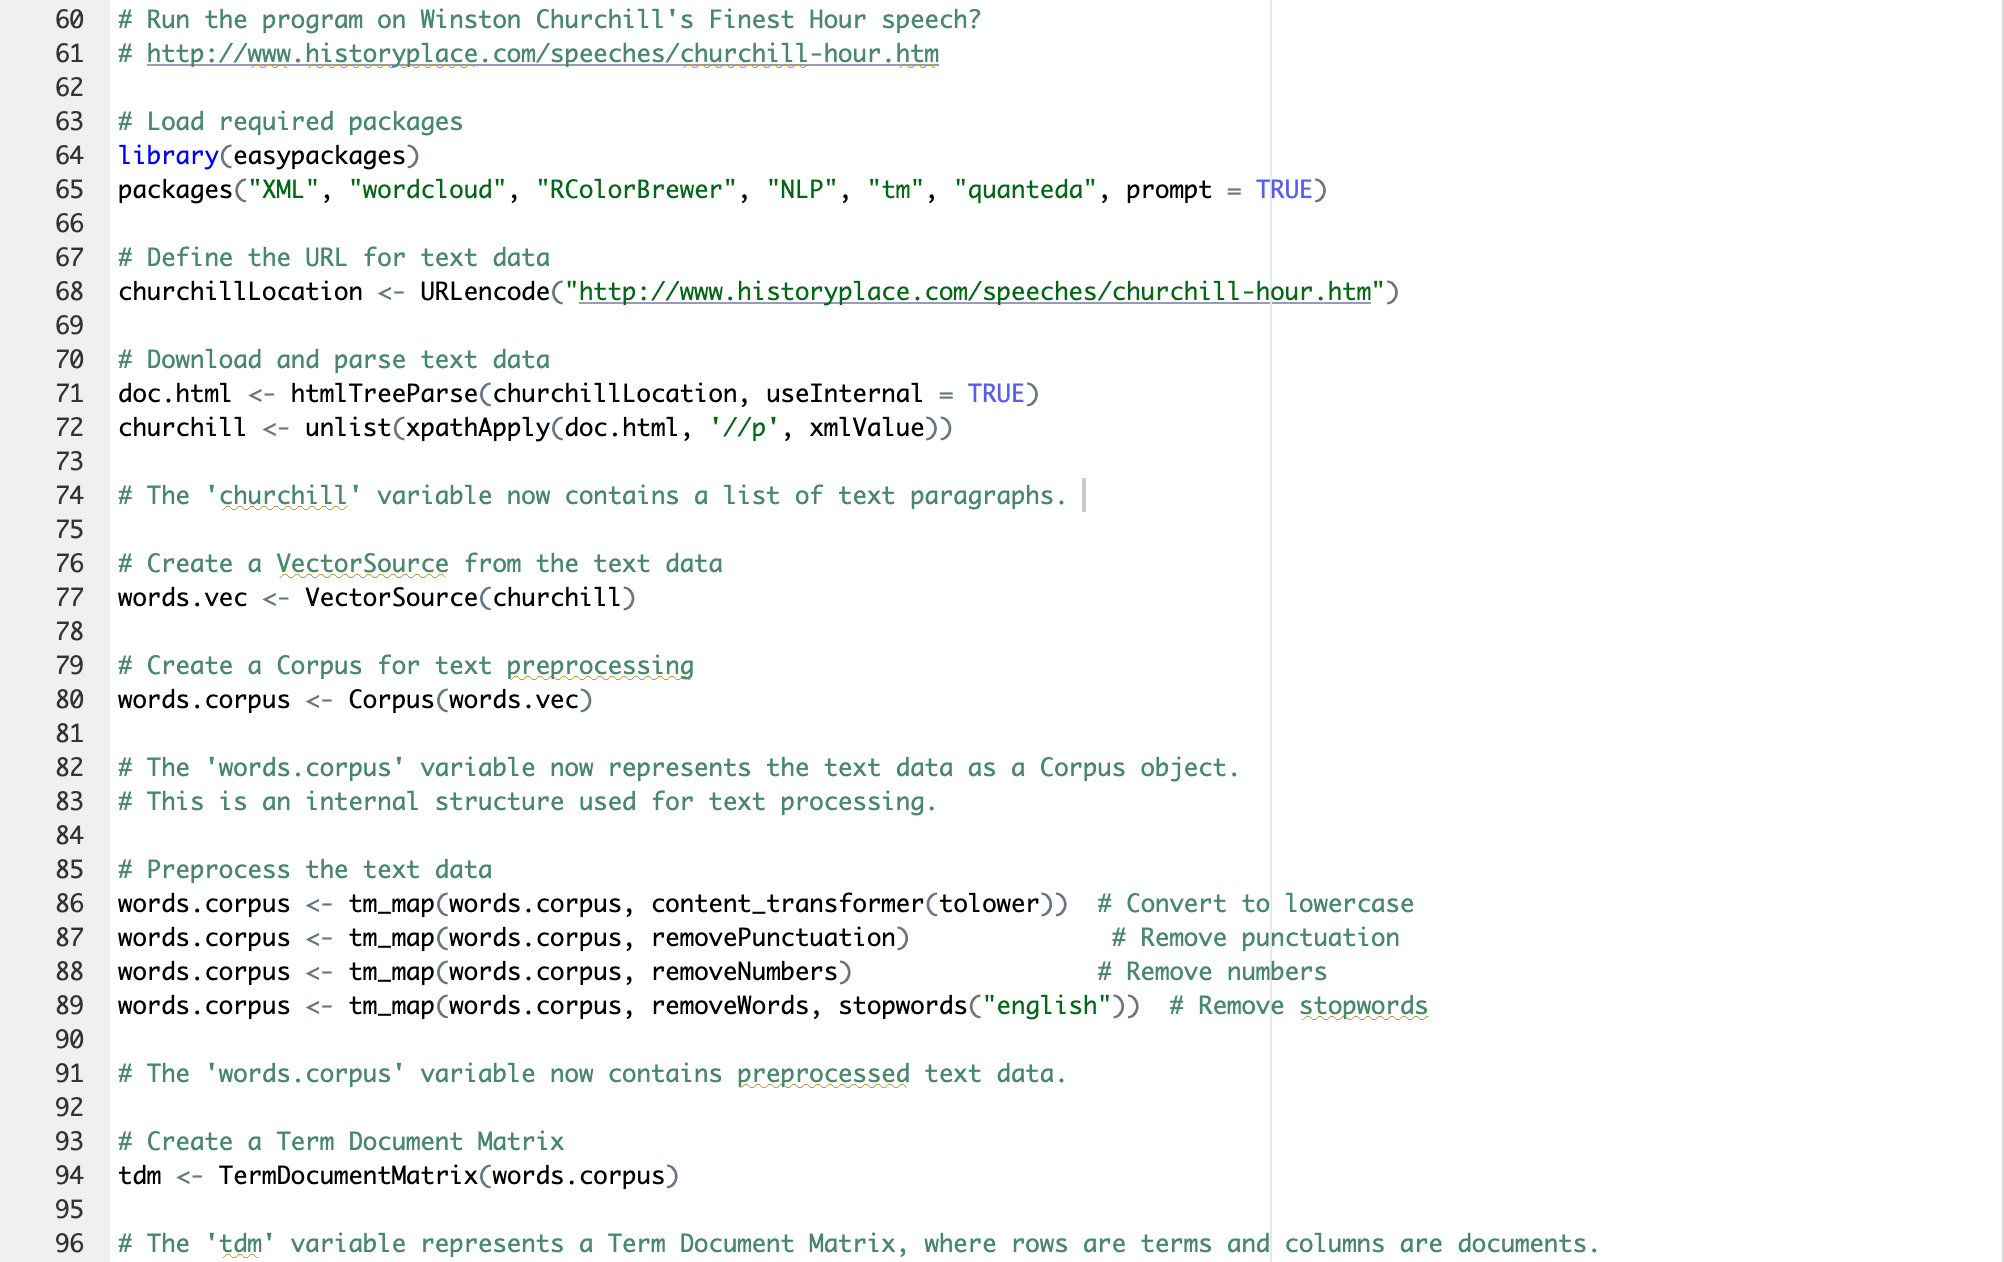 60 # Run the program on Winston Churchill's Finest Hour speech?
61 # http://www.historyplace.com/speeches/churchill-hour.htm
62
63 # Load required packages
64 library(easypackages)
65 packages("XML", "wordcloud", "RColorBrewer", "NLP", "tm", "quanteda", prompt = TRUE)
66
67 # Define the URL for text data
68 churchillLocation <- URLencode("http://www.historyplace.com/speeches/churchill-hour.htm")
69
70 # Download and parse text data
71 doc.html <- htmlTreeParse(churchillLocation, useInternal = TRUE)
72 churchill <- unlist(xpathApply(doc.html, '//p', xmlValue))
73
74 # The 'churchill' variable now contains a list of text paragraphs.
75
76 # Create a VectorSource from the text data
77 words.vec <- VectorSource(churchill)
78
79 # Create a Corpus for text preprocessing
80 words.corpus <- Corpus(words.vec)
81
82 # The 'words.corpus' variable now represents the text data as a Corpus object.
83 # This is an internal structure used for text processing.
84
85 # Preprocess the text data
86 words.corpus <- tm_map(words.corpus, content_transformer(tolower))  # Convert to lowercase
87 words.corpus <- tm_map(words.corpus, removePunctuation)              # Remove punctuation
88 words.corpus <- tm_map(words.corpus, removeNumbers)                 # Remove numbers
89 words.corpus <- tm_map(words.corpus, removeWords, stopwords("english"))  # Remove stopwords
90
91 # The 'words.corpus' variable now contains preprocessed text data.
92
93 # Create a Term Document Matrix
94 tdm <- TermDocumentMatrix(words.corpus)
95
96 # The 'tdm' variable represents a Term Document Matrix, where rows are terms and columns are documents.